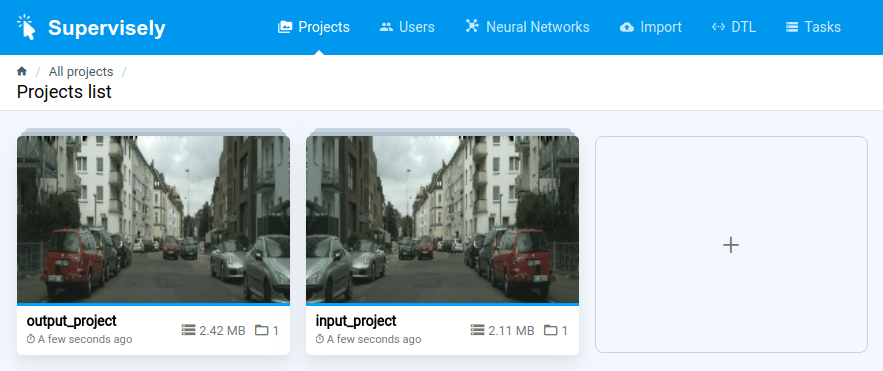 Supervisely
Projects
Users
Neural Networks
Import
DTL
Tasks
/ All projects /
Projects list
output_project
A few seconds ago
2.42 MB
1
input_project
A few seconds ago
2.11 MB
1
+